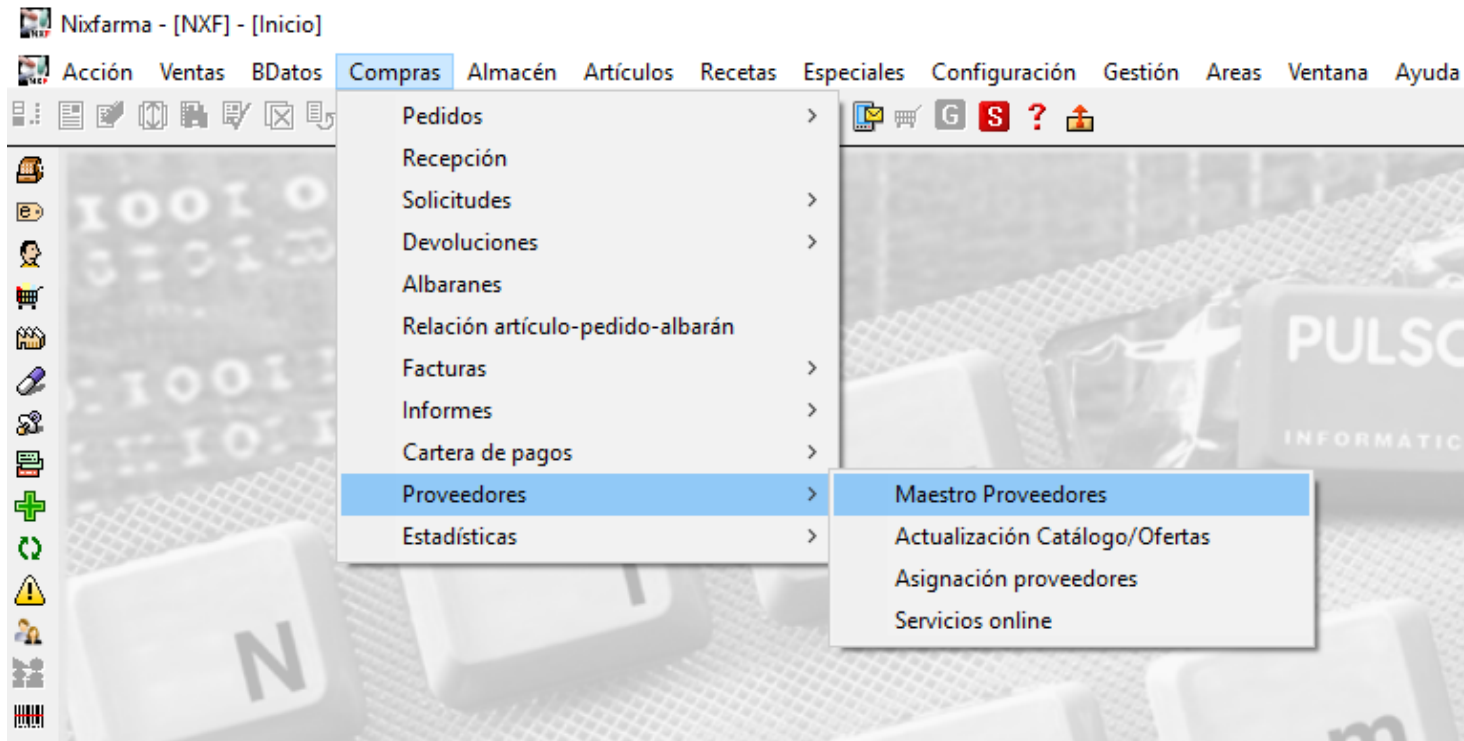 Nixfarma - [NXF] - [Inicio]
Acción Ventas BDatos Compras Almacén Artículos Recetas Especiales Configuración Gestión Areas Ventana Ayuda
G S ?
Pedidos
Recepción
Solicitudes
Devoluciones
Albaranes
Relación artículo-pedido-albarán
Facturas
Informes
Cartera de pagos
Proveedores
Estadísticas
Maestro Proveedores
Actualización Catálogo/Ofertas
Asignación proveedores
Servicios online
PULSO
INFORMATIC
N
m